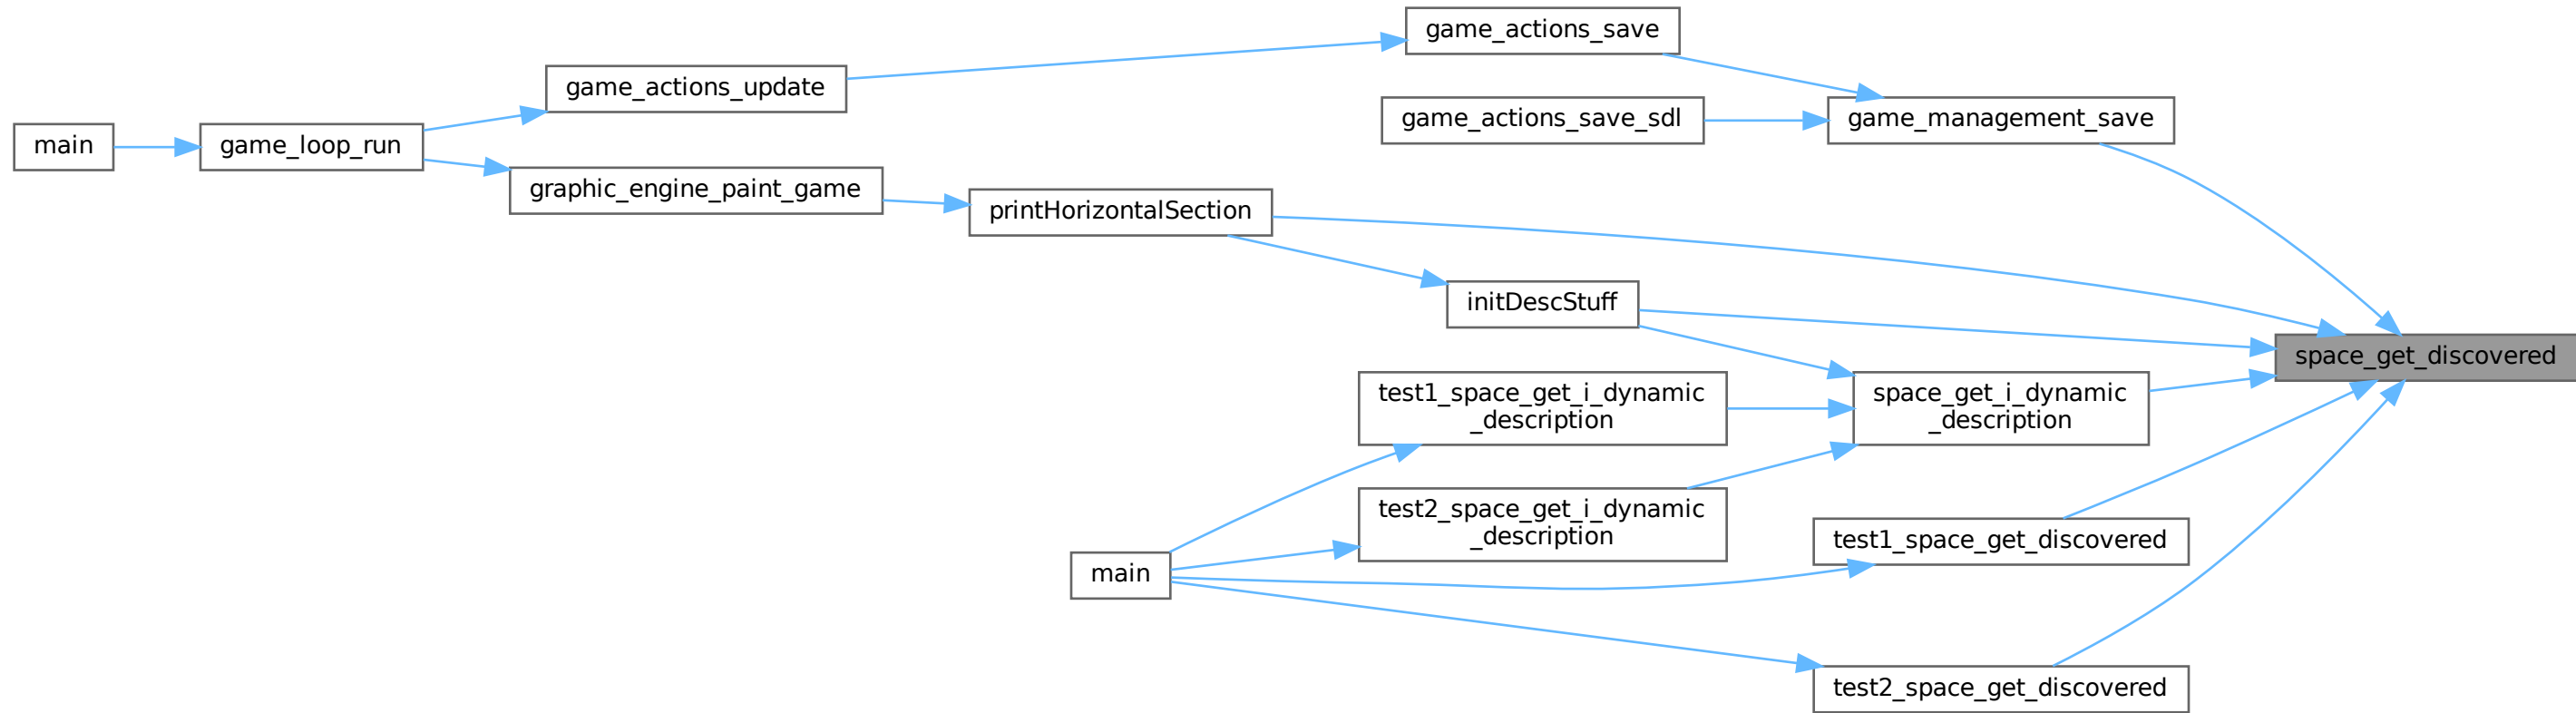 game_actions_save
game_actions_update
game_actions_save_sdl
game_management_save
main
game_loop_run
graphic_engine_paint_game
printHorizontalSection
initDescStuff
space_get_discovered
test1_space_get_i_dynamic
_description
space_get_i_dynamic
_description
test2_space_get_i_dynamic
_description
test1_space_get_discovered
main
test2_space_get_discovered